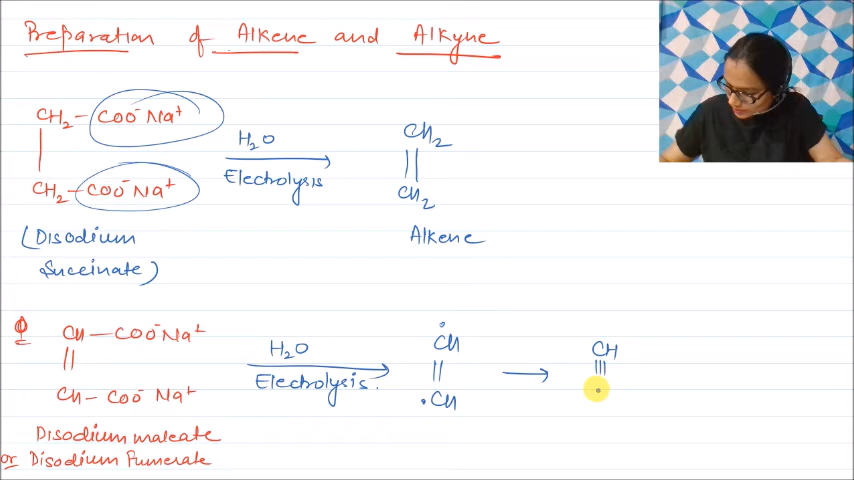 Preparation of Alkene and Alkyne
CH2 - COO⁻ Na⁺
CH2 - COO⁻ Na⁺
H2O
Electrolysis
CH2
||
CH2
(Disodium
Succinate)
Alkene
Q
CH — COO⁻ Na⁺
||
CH - COO⁻ Na⁺
H2O
Electrolysis.
ĊH
||
·CH
CH
|||
Disodium maleate
or Disodium Fumerate